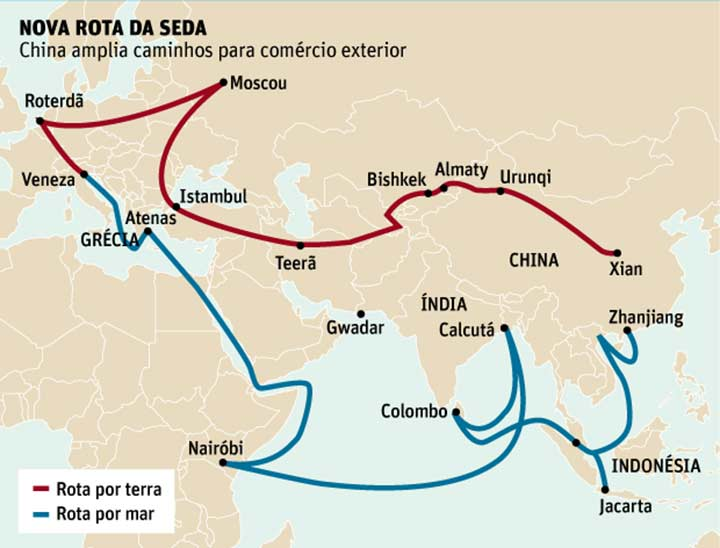 NOVA ROTA DA SEDA
China amplia caminhos para comércio exterior
Moscou
Roterdã
Veneza
Istambul
Atenas
GRÉCIA
Teerã
Bishkek
Almaty
Urunqi
Xian
CHINA
Gwadar
ÍNDIA
Calcutá
Zhanjiang
Colombo
Nairóbi
INDONÉSIA
Jacarta
Rota por terra
Rota por mar